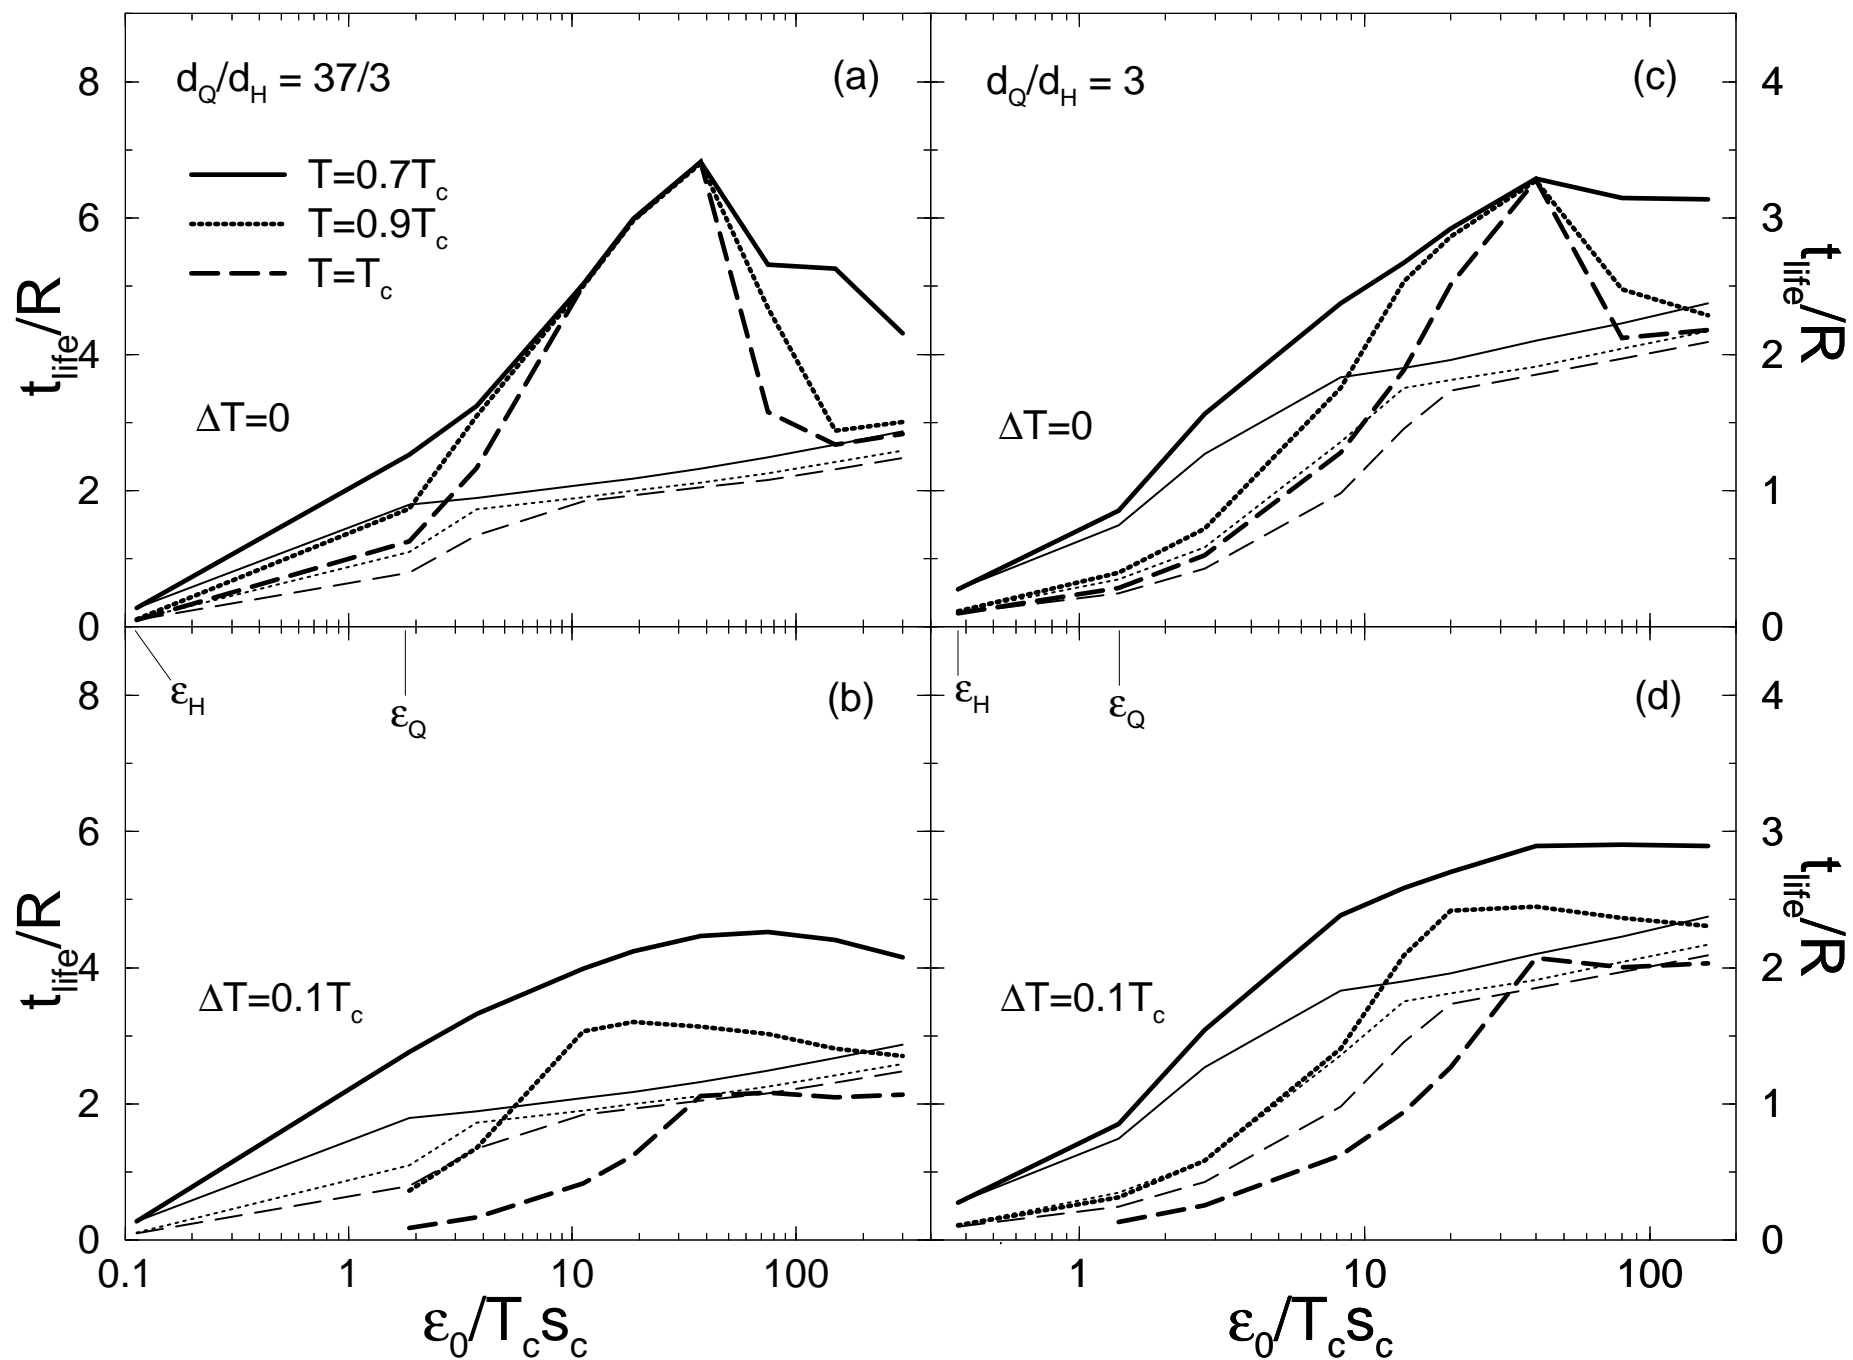 d_Q/d_H = 37/3
(a)
T=0.7T_c
T=0.9T_c
T=T_c
ΔT=0
t_life/R
8
6
4
2
0
d_Q/d_H = 3
(c)
ΔT=0
t_life/R
4
3
2
1
0
ε_H
ε_Q
(b)
ΔT=0.1T_c
t_life/R
8
6
4
2
0
0.1 1 10 100
ε_0/T_cs_c
ε_H
ε_Q
(d)
ΔT=0.1T_c
t_life/R
4
3
2
1
0
1 10 100
ε_0/T_cs_c